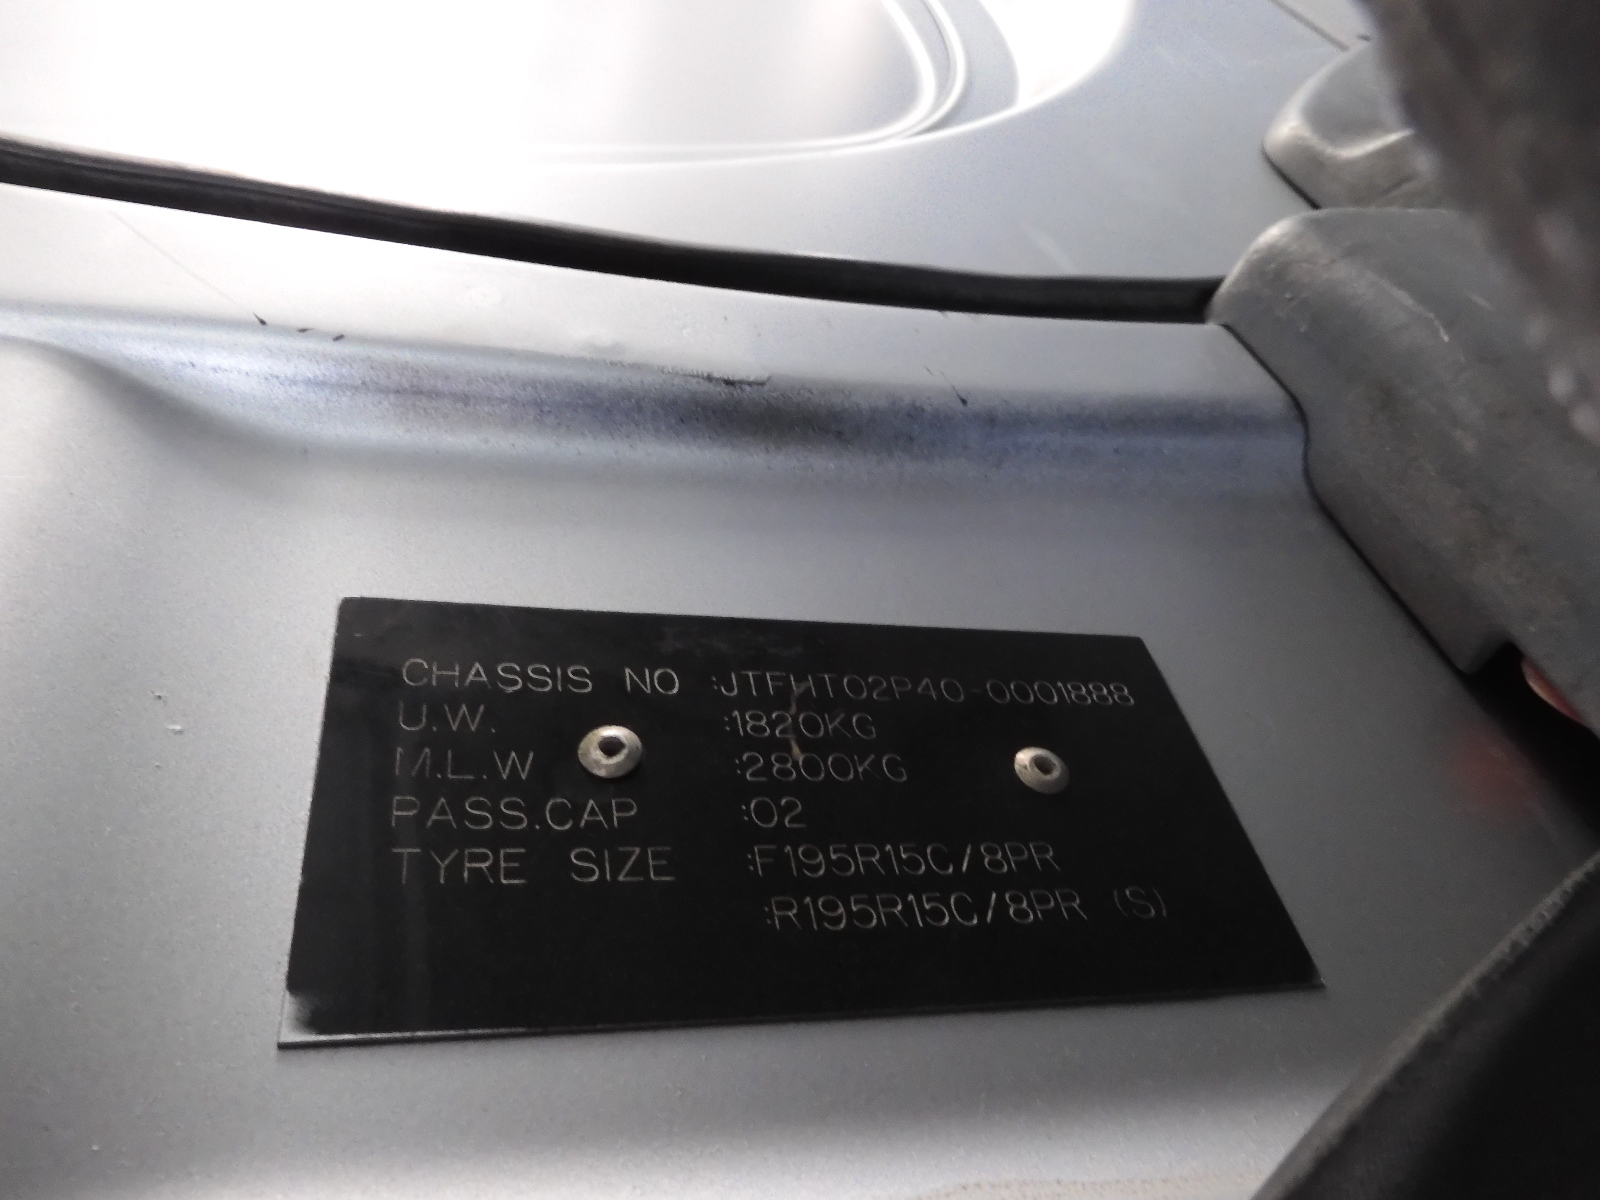 CHASSIS NO :JTFHT02P40-0001888
U.W. :1820KG
M.L.W :2800KG
PASS.CAP :02
TYRE SIZE :F195R15C/8PR
:R195R15C/8PR (S)